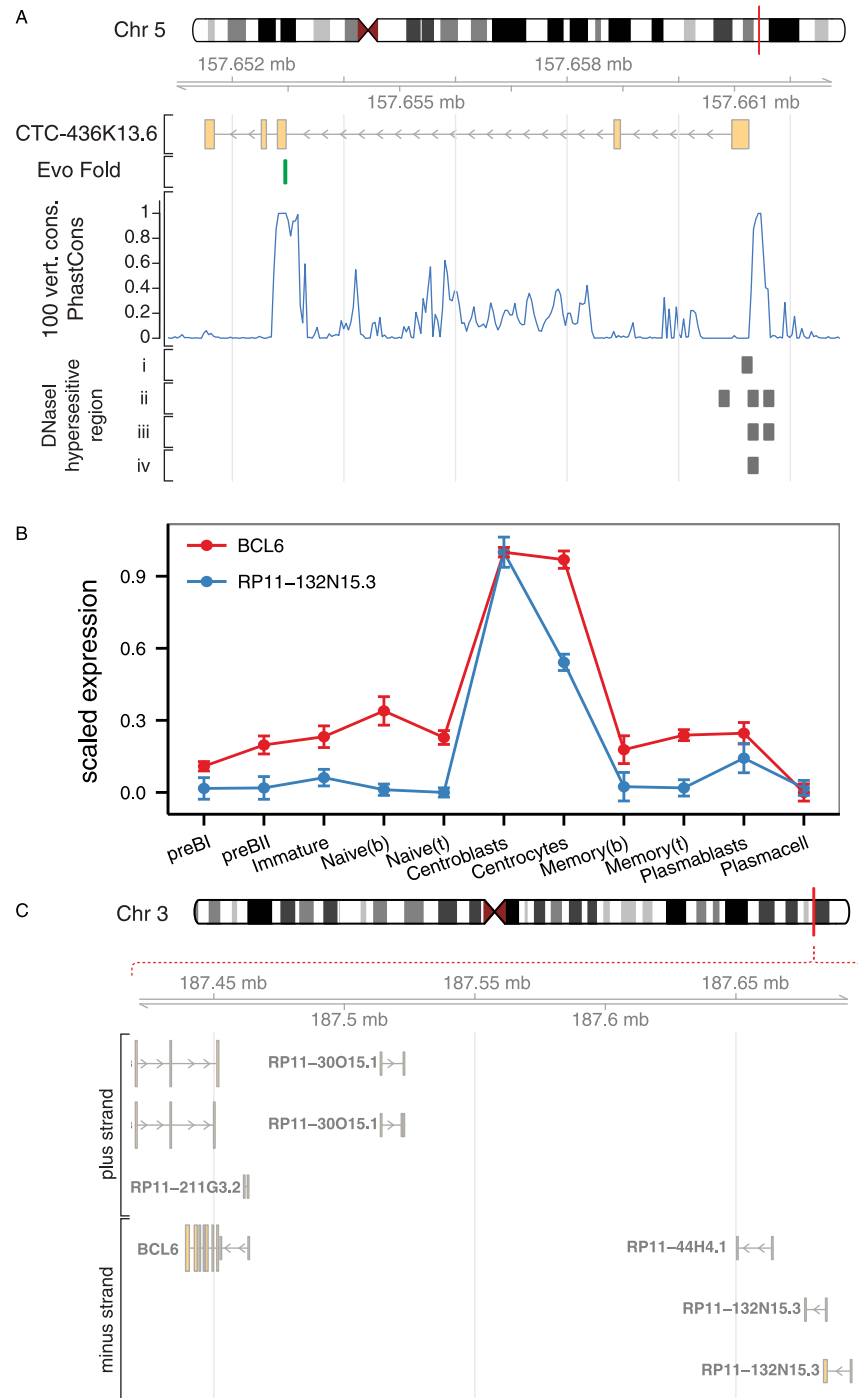 A
Chr 5
157.652 mb
157.658 mb
157.655 mb
157.661 mb
CTC-436K13.6
Evo Fold
100 vert. cons.
PhastCons
1
0.8
0.6
0.4
0.2
0
DNaseI
hypersesitive
region
i
ii
iii
iv
B
BCL6
RP11-132N15.3
scaled expression
0.9
0.6
0.3
0.0
preBI
preBII
Immature
Naive(b)
Naive(t)
Centroblasts
Centrocytes
Memory(b)
Memory(t)
Plasmablasts
Plasmacell
C
Chr 3
187.45 mb
187.55 mb
187.65 mb
187.5 mb
187.6 mb
plus strand
RP11-30O15.1
RP11-30O15.1
RP11-211G3.2
minus strand
BCL6
RP11-44H4.1
RP11-132N15.3
RP11-132N15.3